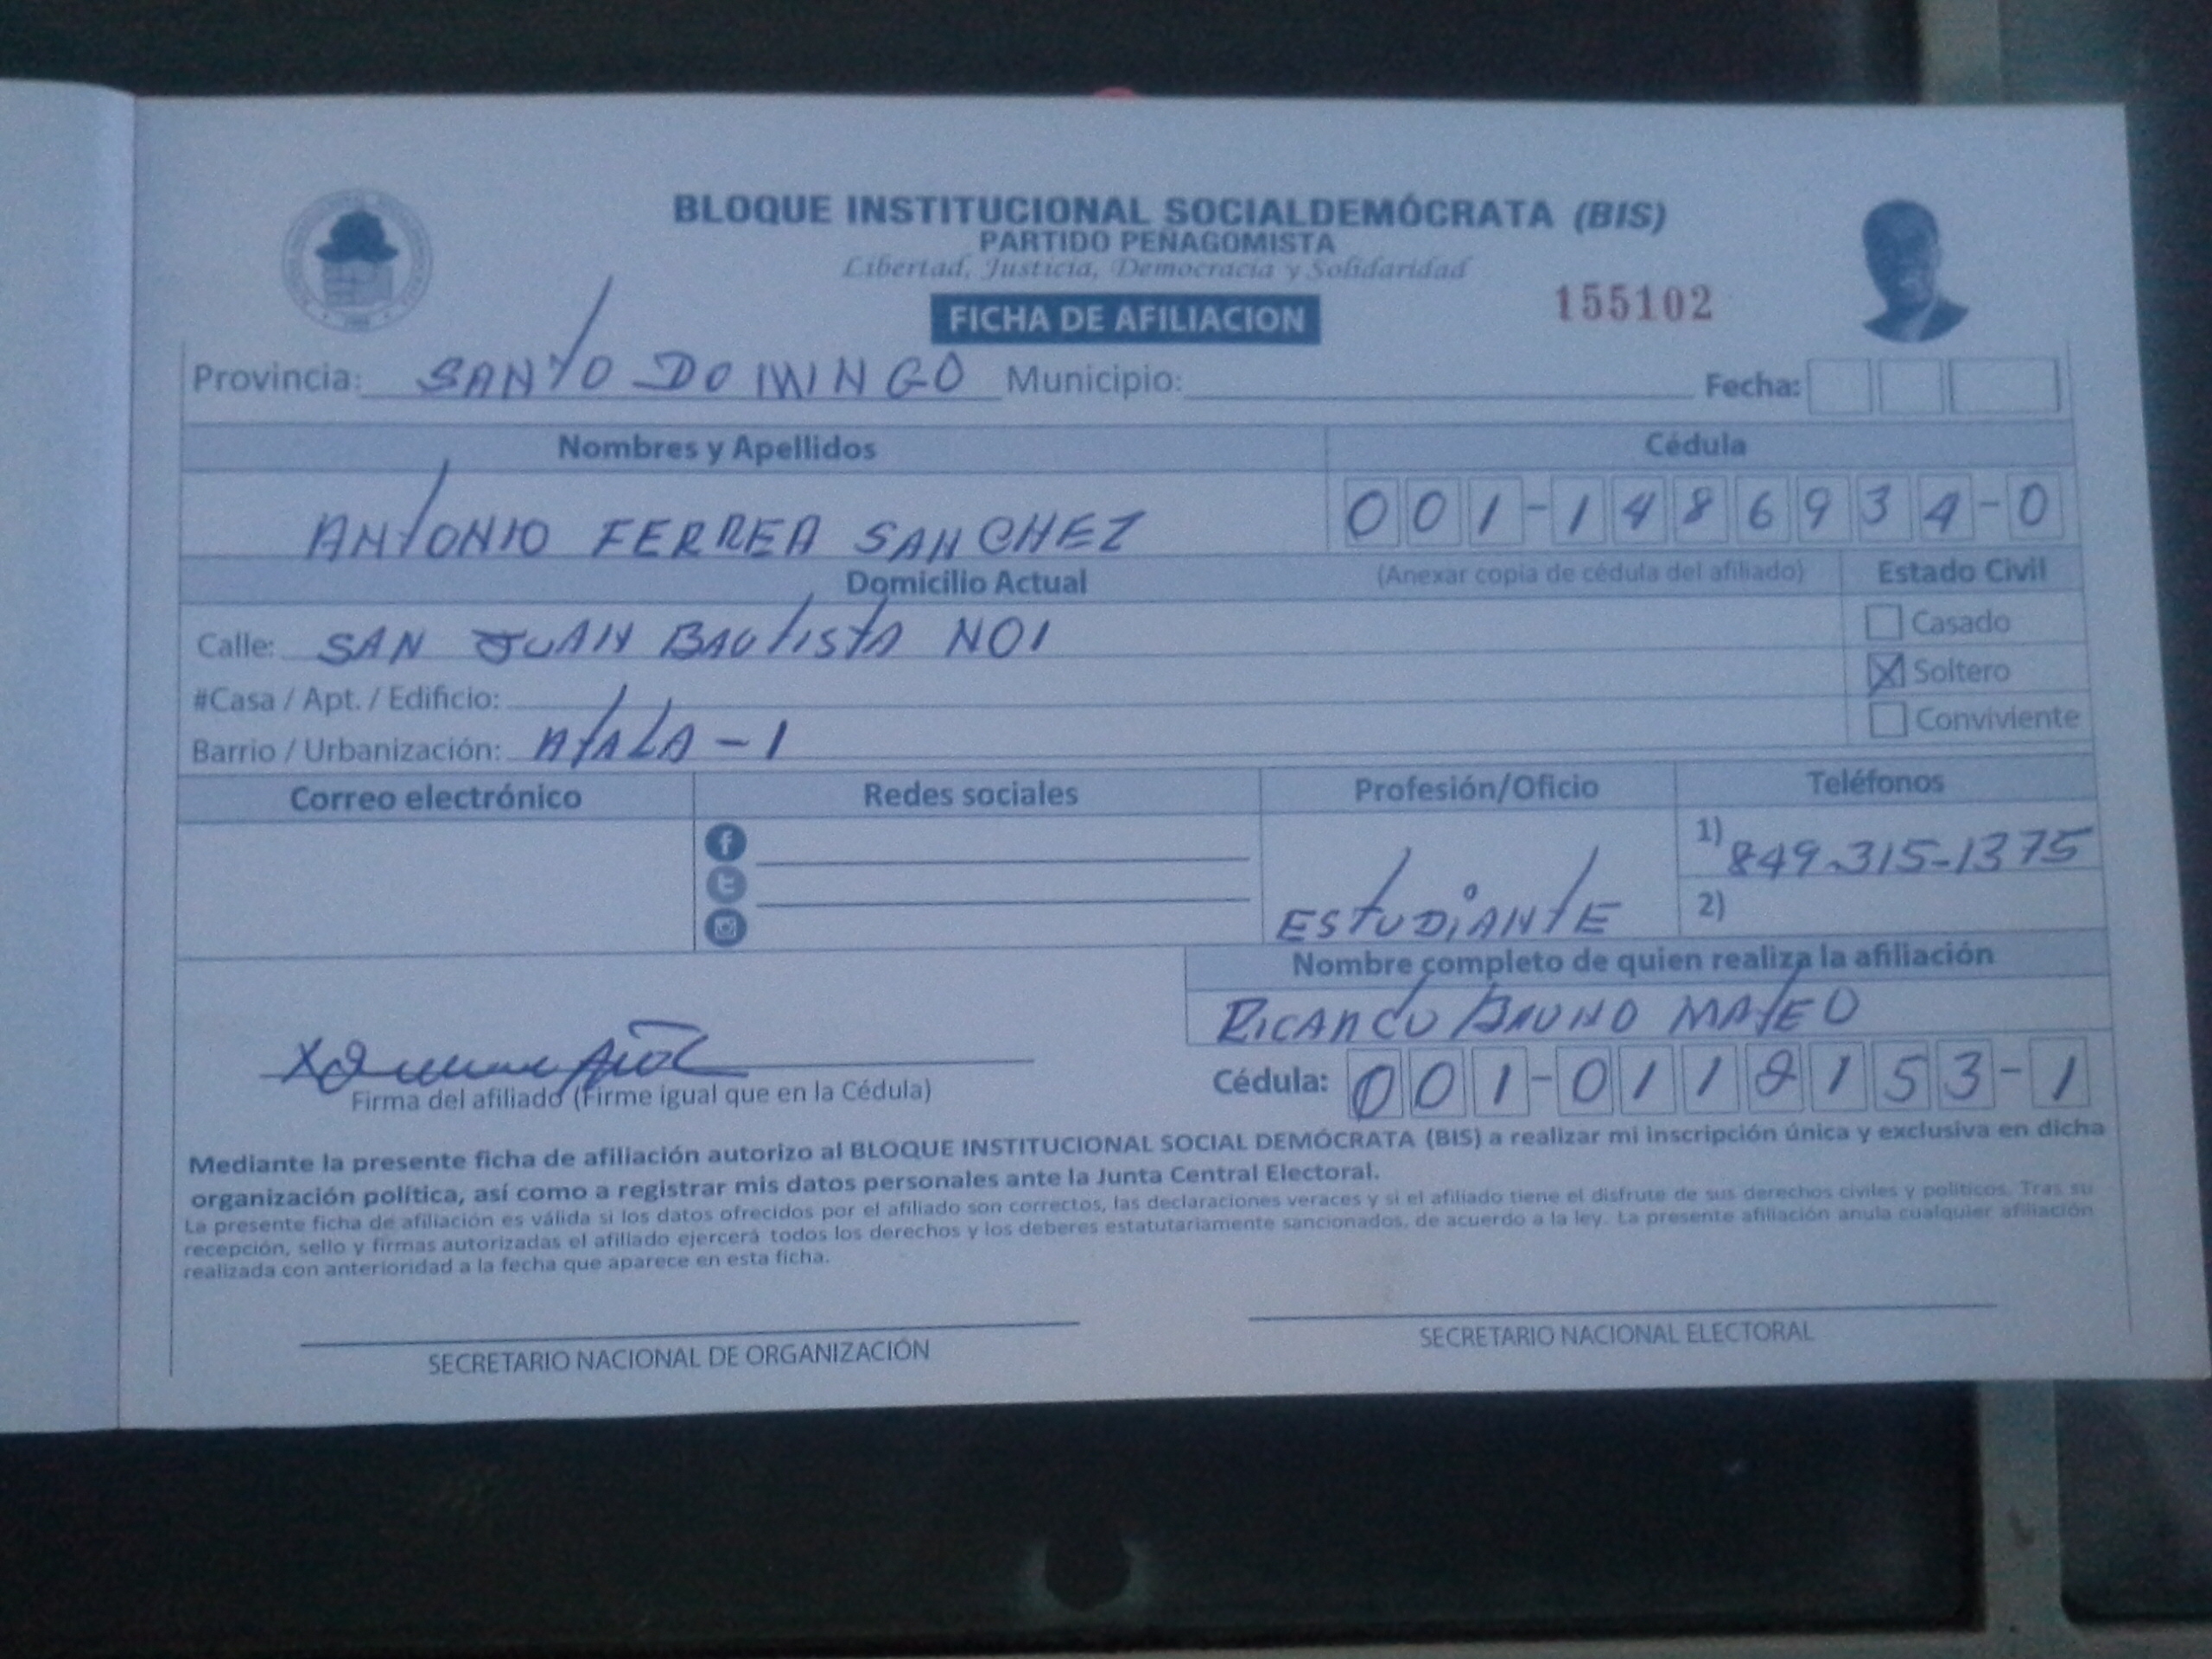 BLOQUE INSTITUCIONAL SOCIALDEMÓCRATA (BIS)
PARTIDO PEÑAGOMISTA
Libertad, Justicia, Democracia y Solidaridad
FICHA DE AFILIACION
155102
Provincia: SANTO DOMINGO Municipio: Fecha:
Nombres y Apellidos Cédula
ANTONIO FERREA SANCHEZ 001-1486934-0
Domicilio Actual (Anexar copia de cédula del afiliado) Estado Civil
Calle: SAN JUAN BAUTISTA NO1 Casado
#Casa / Apt. / Edificio: X Soltero
Barrio / Urbanización: ATALA-1 Conviviente
Correo electrónico Redes sociales Profesión/Oficio Teléfonos
1) 849-315-1375
ESTUDIANTE 2)
Nombre completo de quien realiza la afiliación
MATEO
Firma del afiliado (Firme igual que en la Cédula) Cédula: 001-0118153-1
Mediante la presente ficha de afiliación autorizo al BLOQUE INSTITUCIONAL SOCIAL DEMÓCRATA (BIS) a realizar mi inscripción única y exclusiva en dicha
organización política, así como a registrar mis datos personales ante la Junta Central Electoral.
La presente ficha de afiliación es válida si los datos ofrecidos por el afiliado son correctos, las declaraciones veraces y si el afiliado tiene el disfrute de sus derechos civiles y políticos. Tras su
recepción, sello y firmas autorizadas el afiliado ejercerá todos los derechos y los deberes estatutariamente sancionados, de acuerdo a la ley. La presente afiliación anula cualquier afiliación
realizada con anterioridad a la fecha que aparece en esta ficha.
SECRETARIO NACIONAL DE ORGANIZACIÓN SECRETARIO NACIONAL ELECTORAL